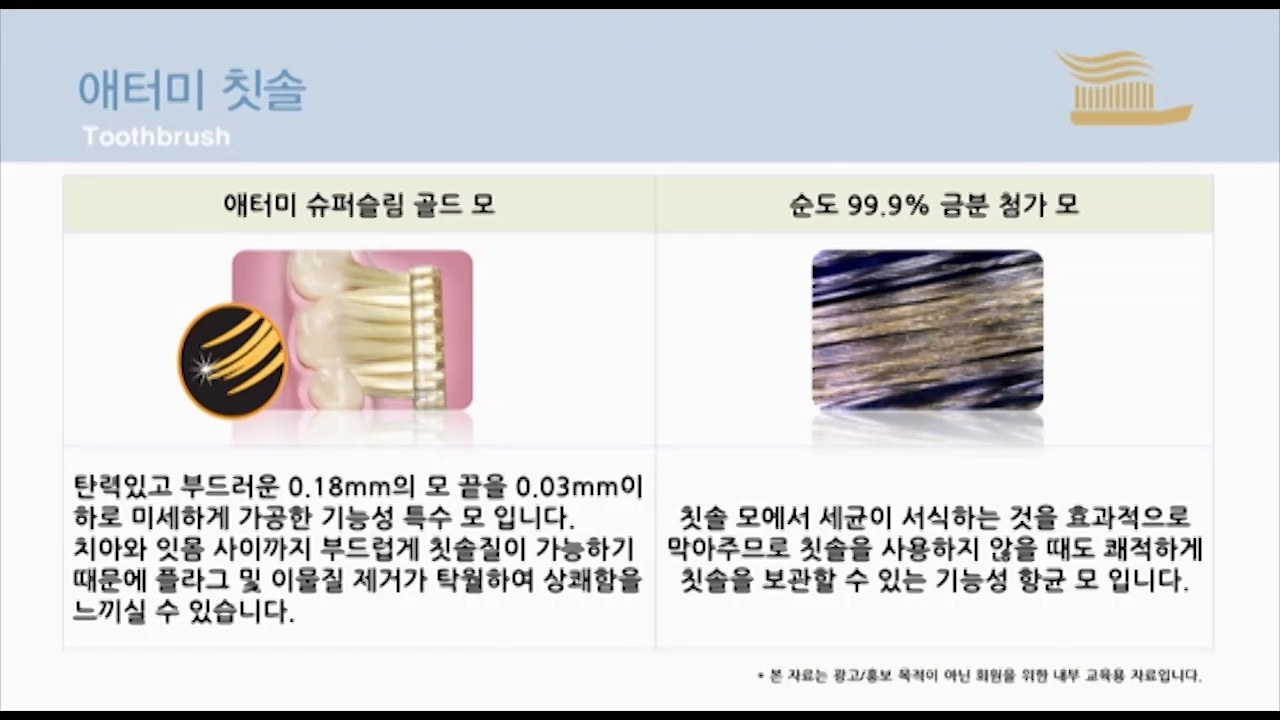 애터미 칫솔
Toothbrush
애터미 슈퍼슬림 골드 모
순도 99.9% 금분 첨가 모
탄력있고 부드러운 0.18mm의 모 끝을 0.03mm이
하로 미세하게 가공한 기능성 특수 모 입니다.
치아와 잇몸 사이까지 부드럽게 칫솔질이 가능하기
때문에 플라그 및 이물질 제거가 탁월하여 상쾌함을
느끼실 수 있습니다.
칫솔 모에서 세균이 서식하는 것을 효과적으로
막아주므로 칫솔을 사용하지 않을 때도 쾌적하게
칫솔을 보관할 수 있는 기능성 항균 모 입니다.
* 본 자료는 광고/홍보 목적이 아닌 회원을 위한 내부 교육용 자료입니다.